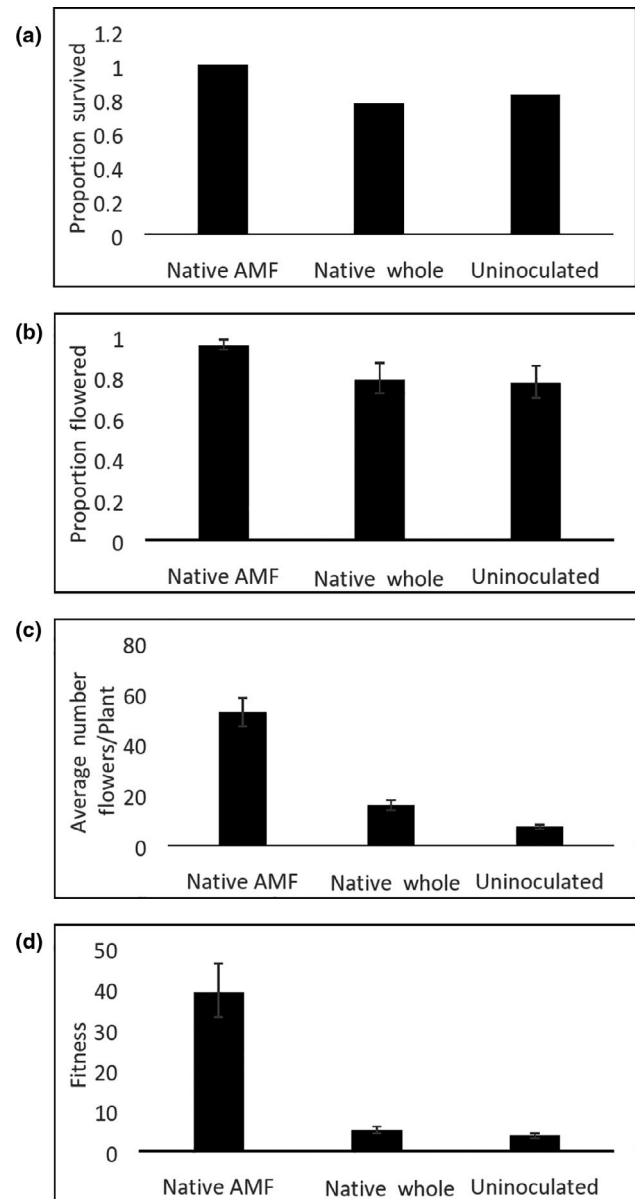 (a)
Proportion survived
1.2
1
0.8
0.6
0.4
0.2
0
Native AMF Native whole Uninoculated
(b)
Proportion flowered
1
0.8
0.6
0.4
0.2
0
Native AMF Native whole Uninoculated
(c)
Average number
flowers/Plant
80
60
40
20
0
Native AMF Native whole Uninoculated
(d)
Fitness
50
40
30
20
10
0
Native AMF Native whole Uninoculated